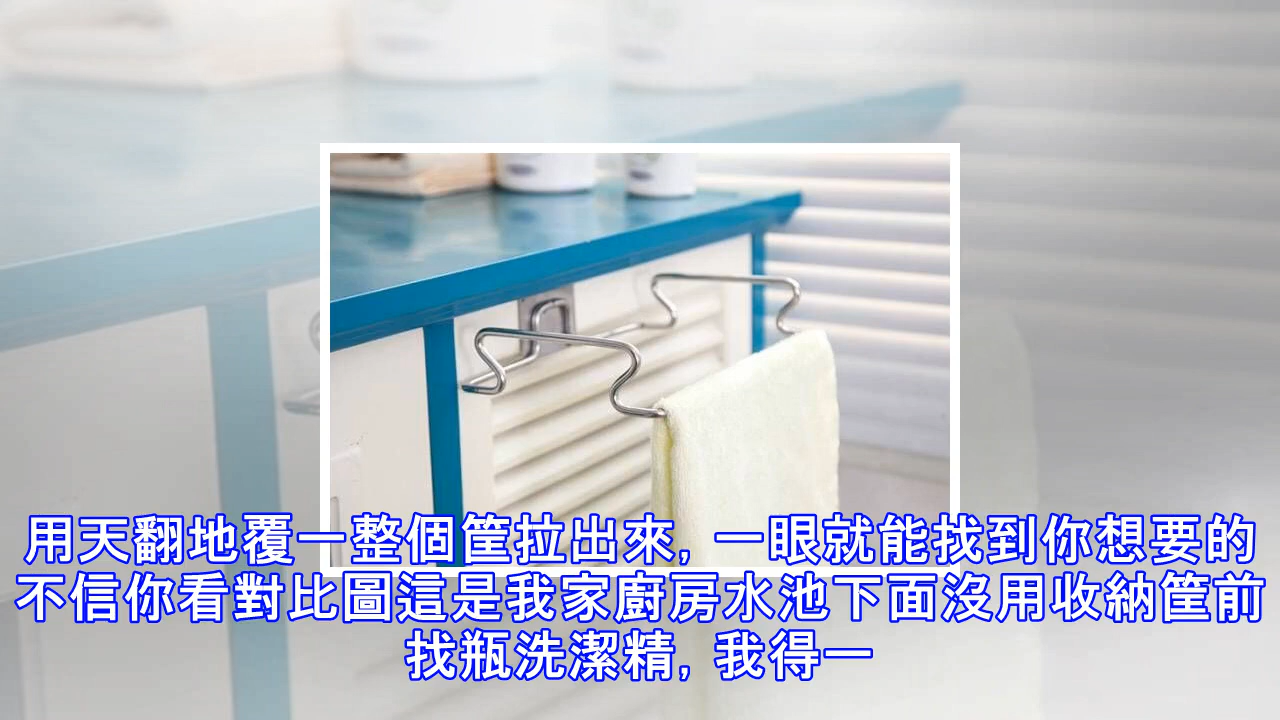 用天翻地覆一整個筐拉出來, 一眼就能找到你想要的
不信你看對比圖這是我家廚房水池下面沒用收納筐前
找瓶洗潔精, 我得一